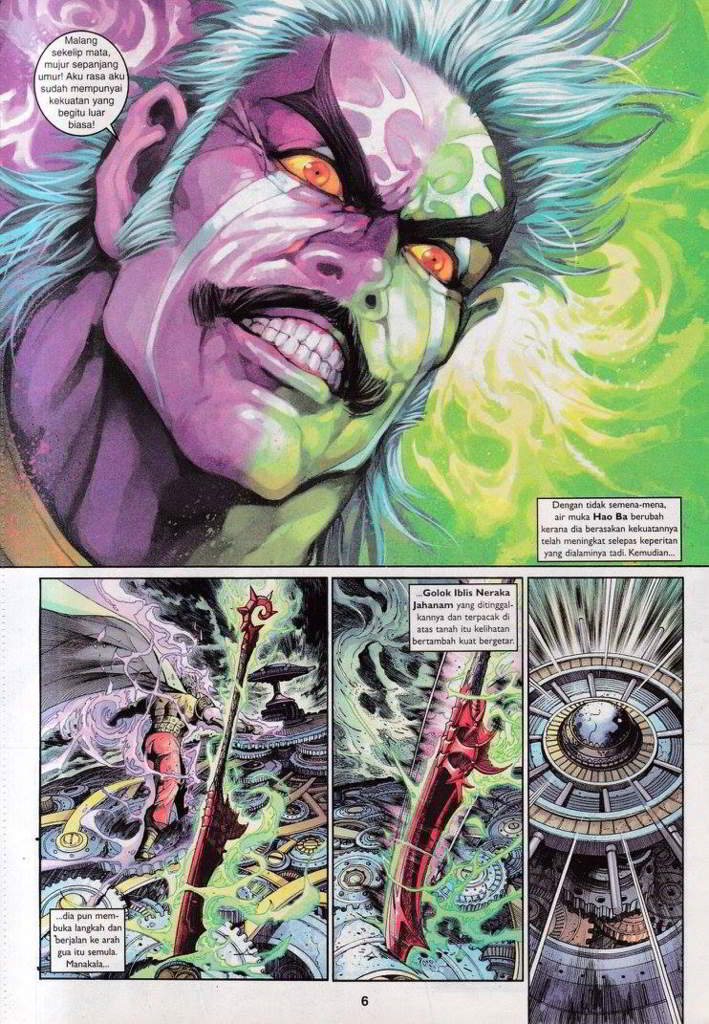 Malang
sekelip mata,
mujur sepanjang
umur! Aku rasa aku
sudah mempunyai
kekuatan yang
begitu luar
biasa!
Dengan tidak semena-mena,
air muka Hao Ba berubah
kerana dia berasakan kekuatannya
telah meningkat selepas keperitan
yang dialaminya tadi. Kemudian...
...dia pun mem-
buka langkah dan
berjalan ke arah
gua itu semula.
Manakala...
...Golok Iblis Neraka
Jahanam yang ditinggal-
kannya dan terpacak di
atas tanah itu kelihatan
bertambah kuat bergetar.
6